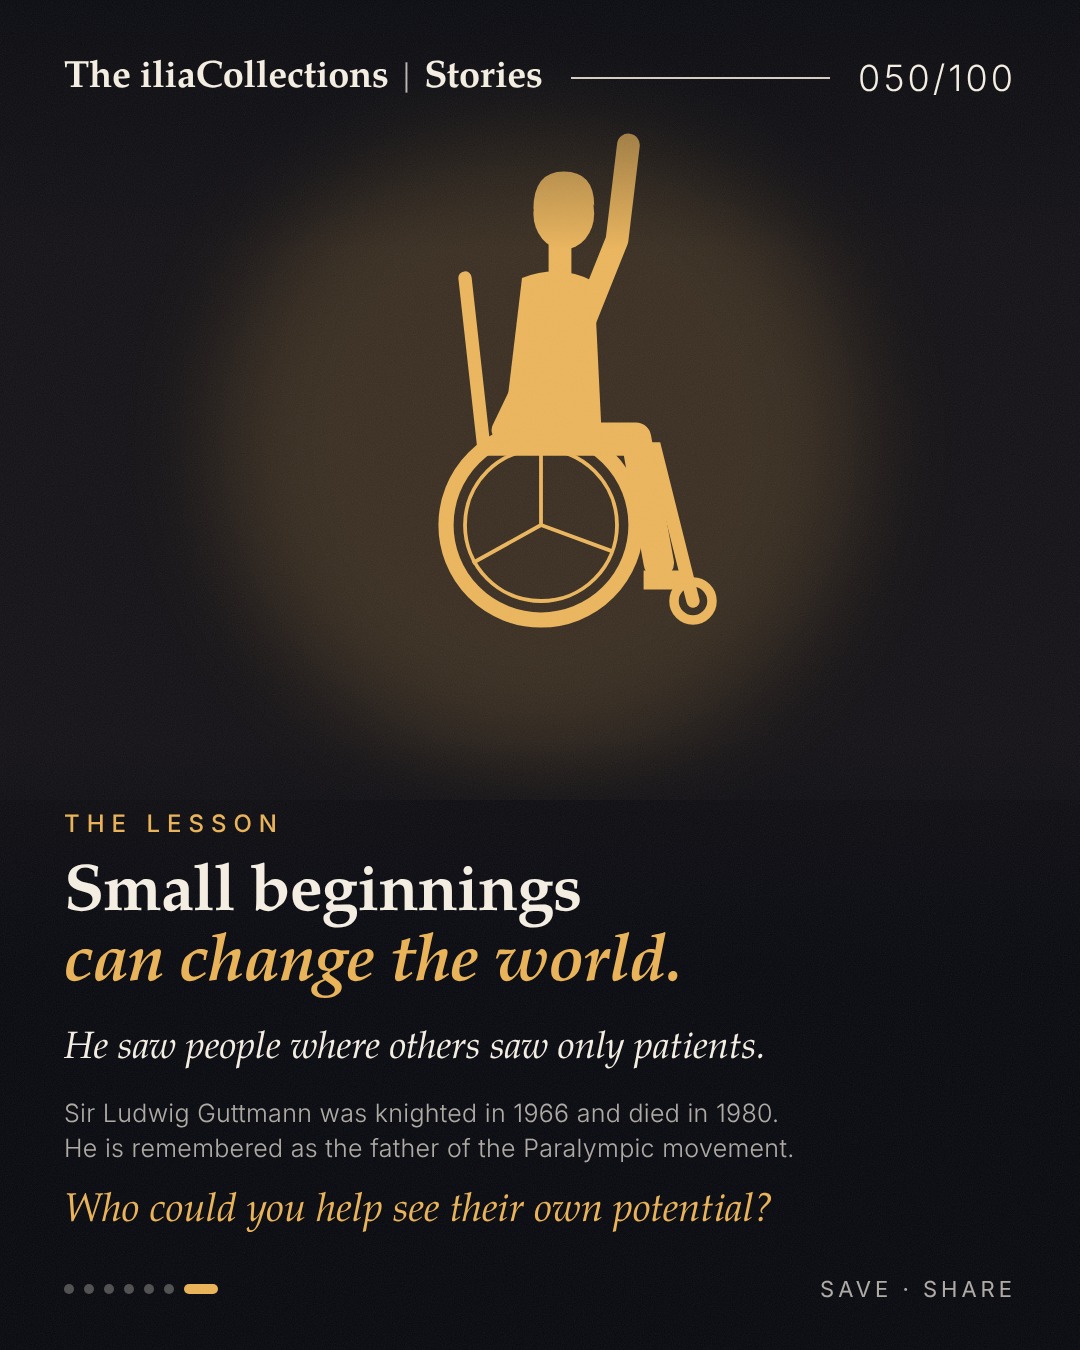 The iliaCollections | Stories 050/100
THE LESSON
Small beginnings
can change the world.
He saw people where others saw only patients.
Sir Ludwig Guttmann was knighted in 1966 and died in 1980.
He is remembered as the father of the Paralympic movement.
Who could you help see their own potential?
SAVE · SHARE